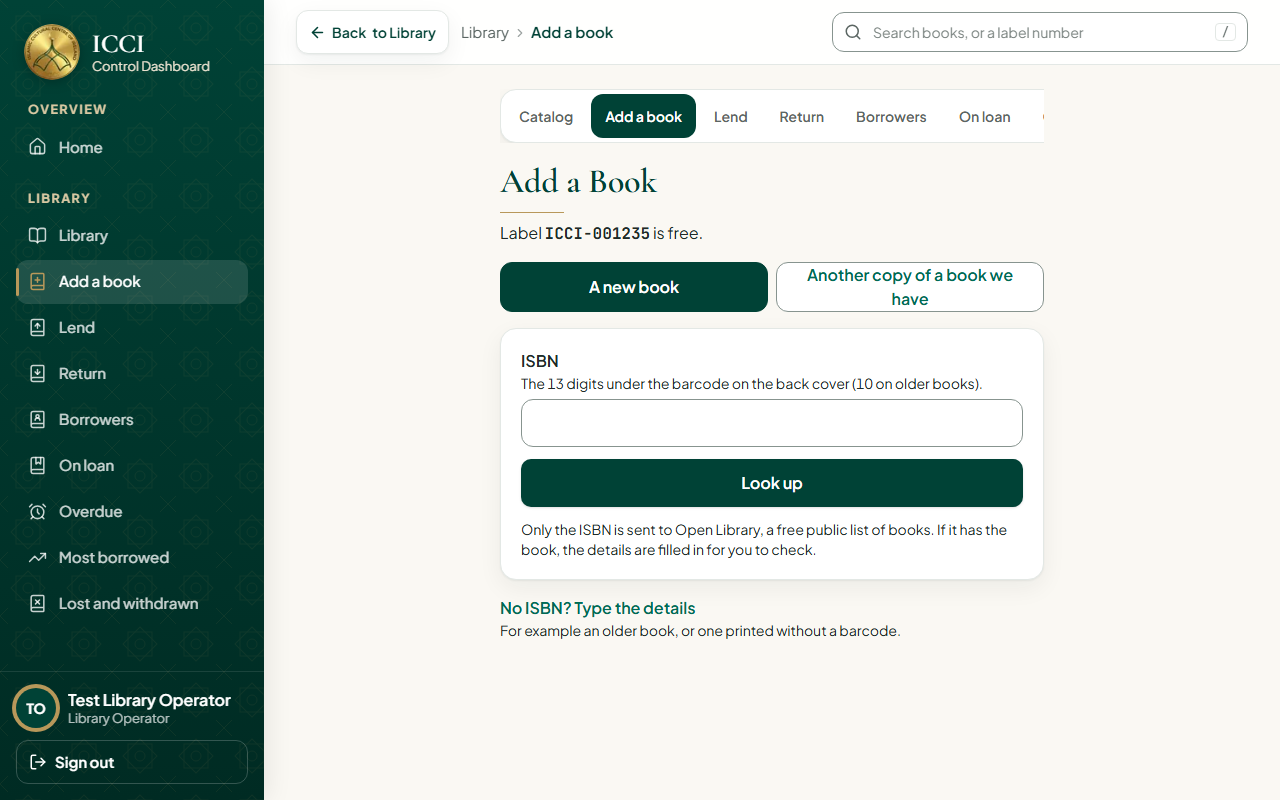 ICCI
Control Dashboard
OVERVIEW
Home
LIBRARY
Library
Add a book
Lend
Return
Borrowers
On loan
Overdue
Most borrowed
Lost and withdrawn
TO
Test Library Operator
Library Operator
Sign out
Back to Library
Library > Add a book
Search books, or a label number
/
Catalog
Add a book
Lend
Return
Borrowers
On loan
Add a Book
Label ICCI-001235 is free.
A new book
Another copy of a book we
have
ISBN
The 13 digits under the barcode on the back cover (10 on older books).
Look up
Only the ISBN is sent to Open Library, a free public list of books. If it has the
book, the details are filled in for you to check.
No ISBN? Type the details
For example an older book, or one printed without a barcode.